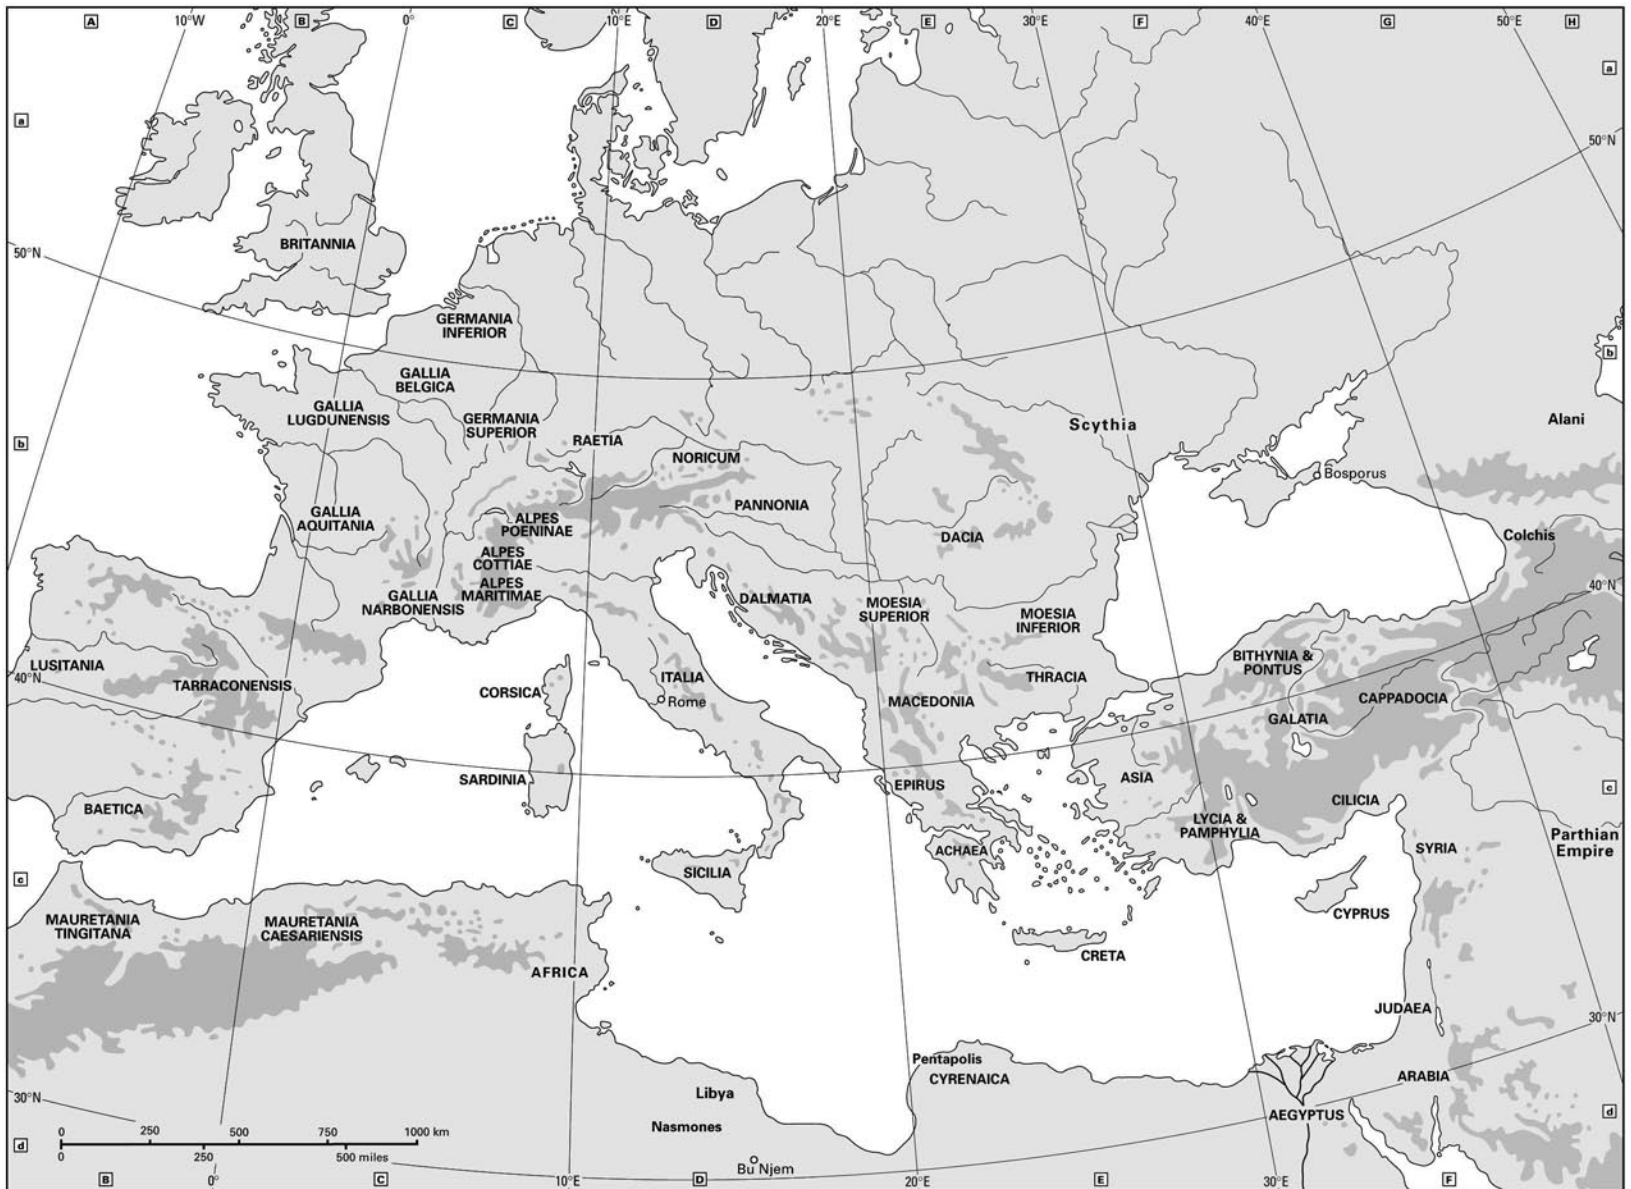 A
10°W
B
0°
C
10°E
D
20°E
E
30°E
F
40°E
G
50°E
H
a
a
50°N
BRITANNIA
50°N
GERMANIA
INFERIOR
b
GALLIA
BELGICA
GALLIA
LUGDUNENSIS
GERMANIA
SUPERIOR
Scythia
Alani
b
RAETIA
NORICUM
Bosporus
GALLIA
AQUITANIA
PANNONIA
ALPES
POENINAE
DACIA
Colchis
ALPES
COTTIAE
ALPES
MARITIMAE
40°N
GALLIA
NARBONENSIS
DALMATIA
MOESIA
SUPERIOR
MOESIA
INFERIOR
LUSITANIA
BITHYNIA &
PONTUS
40°N
TARRACONENSIS
CORSICA
ITALIA
THRACIA
Rome
MACEDONIA
CAPPADOCIA
GALATIA
SARDINIA
EPIRUS
ASIA
c
BAETICA
CILICIA
LYCIA &
PAMPHYLIA
Parthian
Empire
ACHAEA
SYRIA
c
SICILIA
MAURETANIA
TINGITANA
MAURETANIA
CAESARIENSIS
CYPRUS
CRETA
AFRICA
JUDAEA
30°N
Pentapolis
CYRENAICA
ARABIA
30°N
Libya
AEGYPTUS
d
Nasmones
0 250 500 750 1000 km
d
0 250 500 miles
Bu Njem
B
0°
C
10°E
D
20°E
E
30°E
F